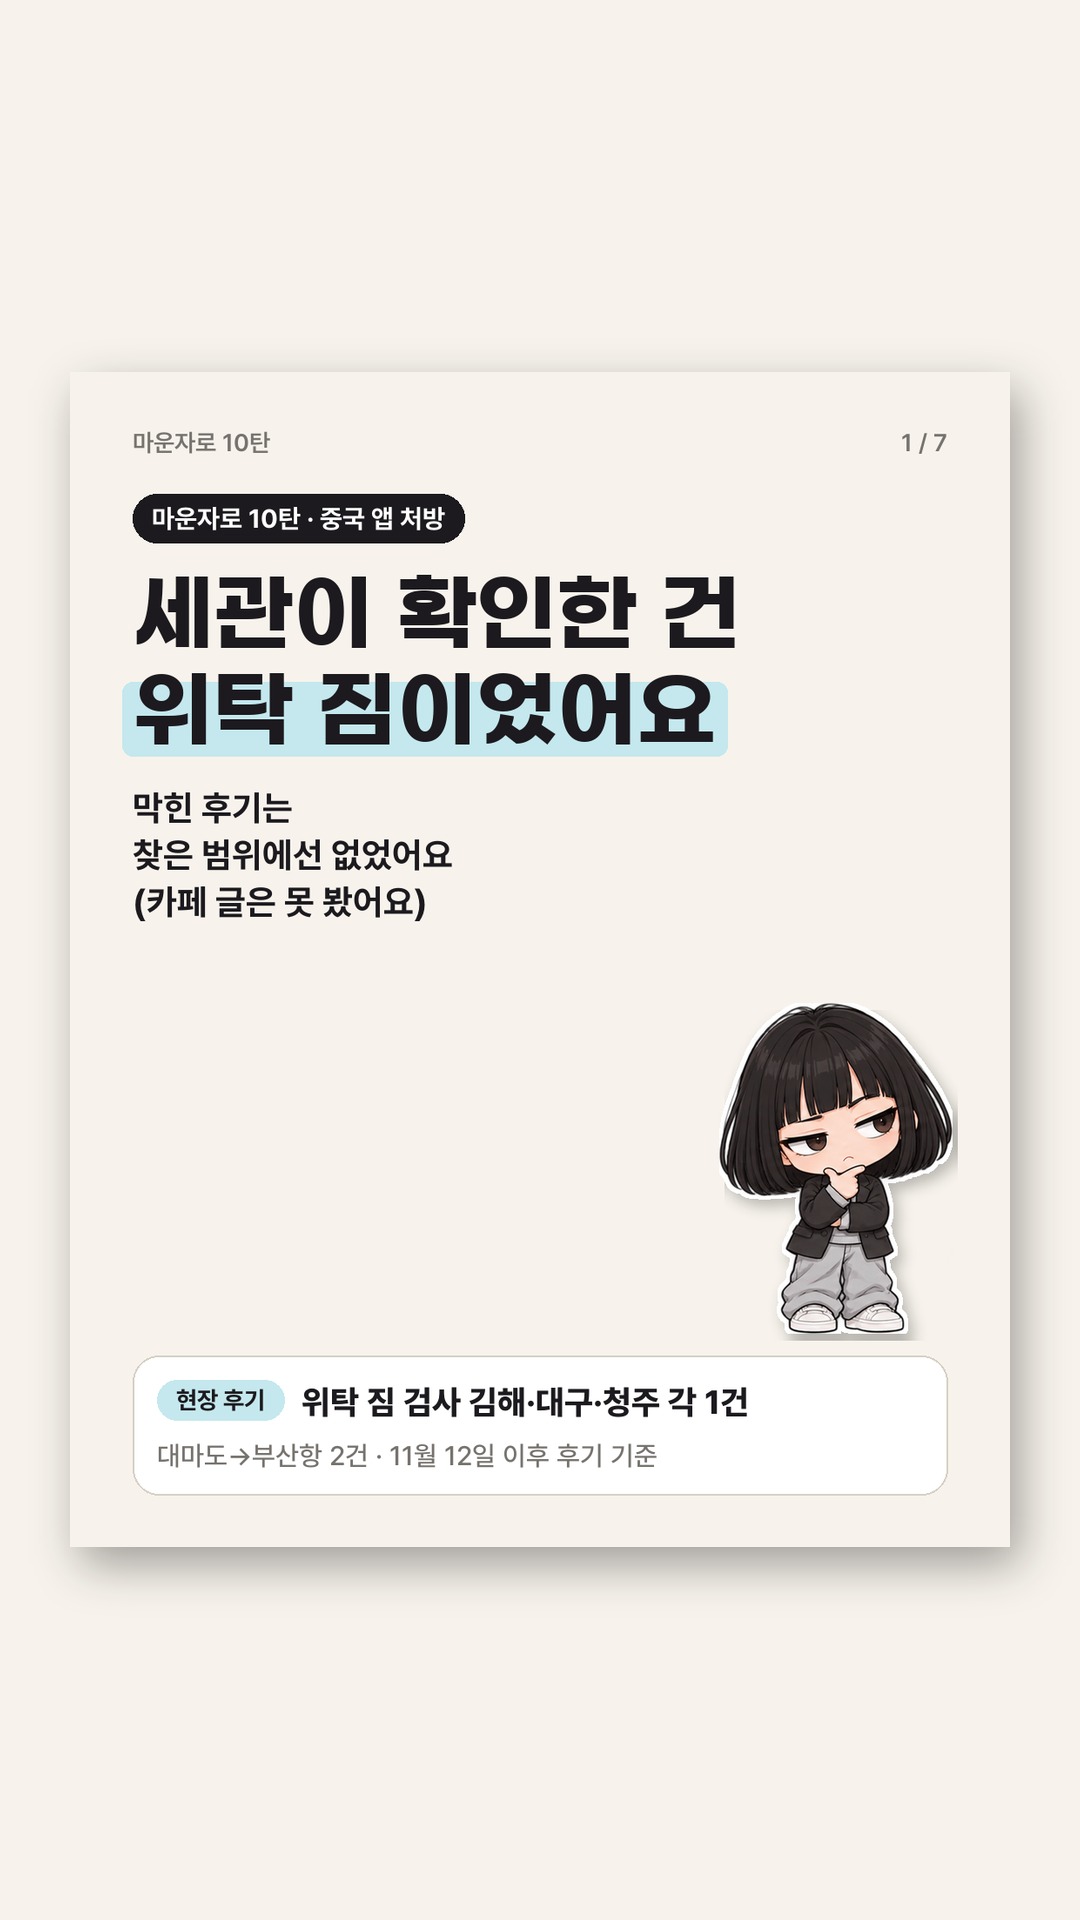 마운자로 10탄
1 / 7
마운자로 10탄 · 중국 앱 처방
세관이 확인한 건
위탁 짐이었어요
막힌 후기는
찾은 범위에선 없었어요
(카페 글은 못 봤어요)
현장 후기 위탁 짐 검사 김해·대구·청주 각 1건
대마도→부산항 2건 · 11월 12일 이후 후기 기준